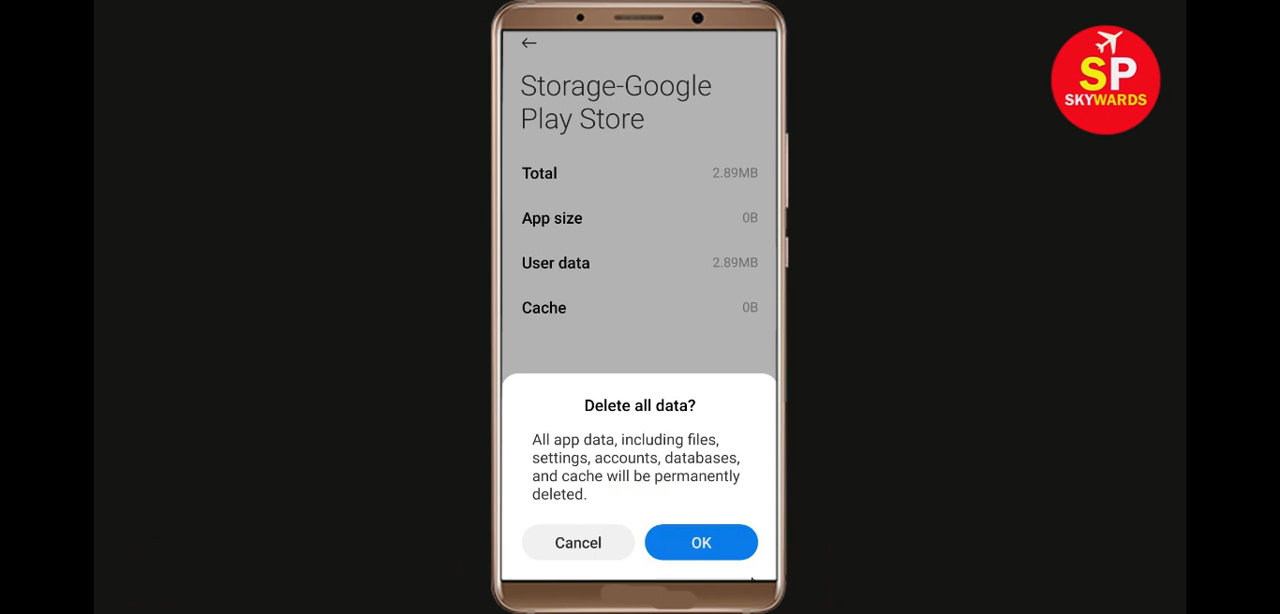 Storage-Google
Play Store
Total 2.89MB
App size 0B
User data 2.89MB
Cache 0B
Delete all data?
All app data, including files,
settings, accounts, databases,
and cache will be permanently
deleted.
Cancel OK
SP
SKYWARDS